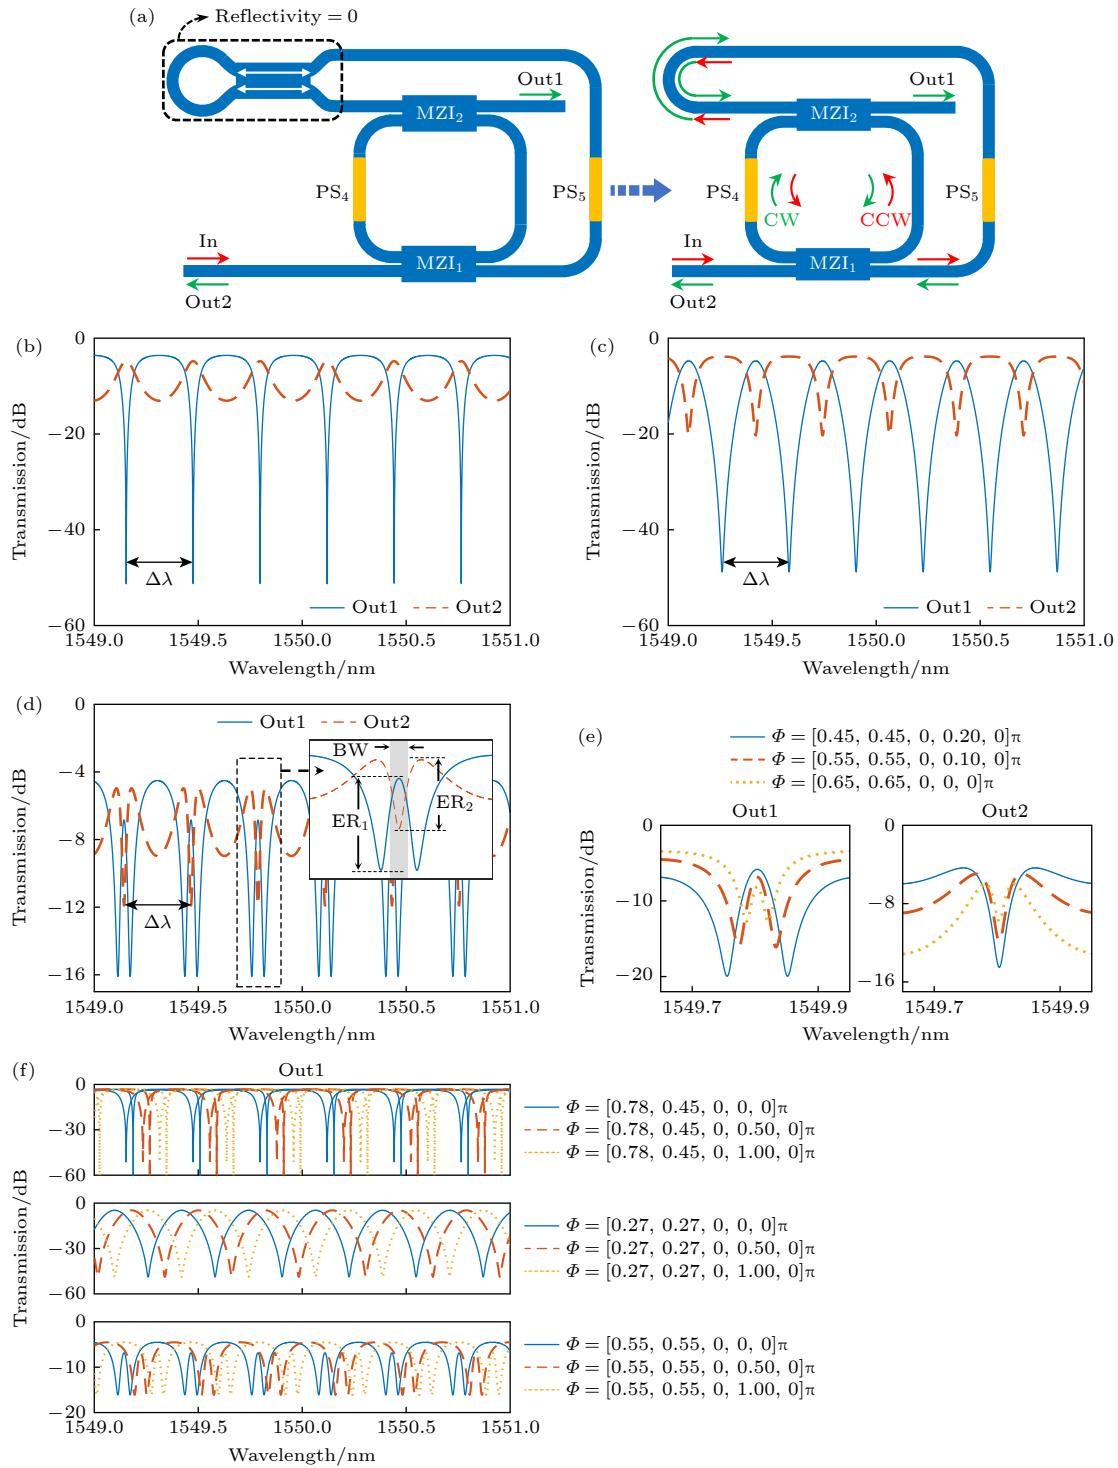 (a)
Reflectivity = 0
Out1
MZI2
PS4
PS5
In
MZI1
Out2
Out1
MZI2
PS4
CW
CCW
PS5
In
MZI1
Out2
(b)
Transmission/dB
0
−20
−40
−60
Δλ
Out1
Out2
1549.0
1549.5
1550.0
1550.5
1551.0
Wavelength/nm
(c)
Transmission/dB
0
−20
−40
−60
Δλ
Out1
Out2
1549.0
1549.5
1550.0
1550.5
1551.0
Wavelength/nm
(d)
Transmission/dB
0
−4
−8
−12
−16
Out1
Out2
BW
ER1
ER2
Δλ
1549.0
1549.5
1550.0
1550.5
1551.0
Wavelength/nm
(e)
Φ = [0.45, 0.45, 0, 0.20, 0]π
Φ = [0.55, 0.55, 0, 0.10, 0]π
Φ = [0.65, 0.65, 0, 0, 0]π
Out1
Out2
Transmission/dB
0
−10
−20
1549.7
1549.9
0
−8
−16
1549.7
1549.9
Wavelength/nm
(f)
Out1
Transmission/dB
0
−30
−60
Φ = [0.78, 0.45, 0, 0, 0]π
Φ = [0.78, 0.45, 0, 0.50, 0]π
Φ = [0.78, 0.45, 0, 1.00, 0]π
0
−30
−60
Φ = [0.27, 0.27, 0, 0, 0]π
Φ = [0.27, 0.27, 0, 0.50, 0]π
Φ = [0.27, 0.27, 0, 1.00, 0]π
0
−10
−20
Φ = [0.55, 0.55, 0, 0, 0]π
Φ = [0.55, 0.55, 0, 0.50, 0]π
Φ = [0.55, 0.55, 0, 1.00, 0]π
1549.0
1549.5
1550.0
1550.5
1551.0
Wavelength/nm